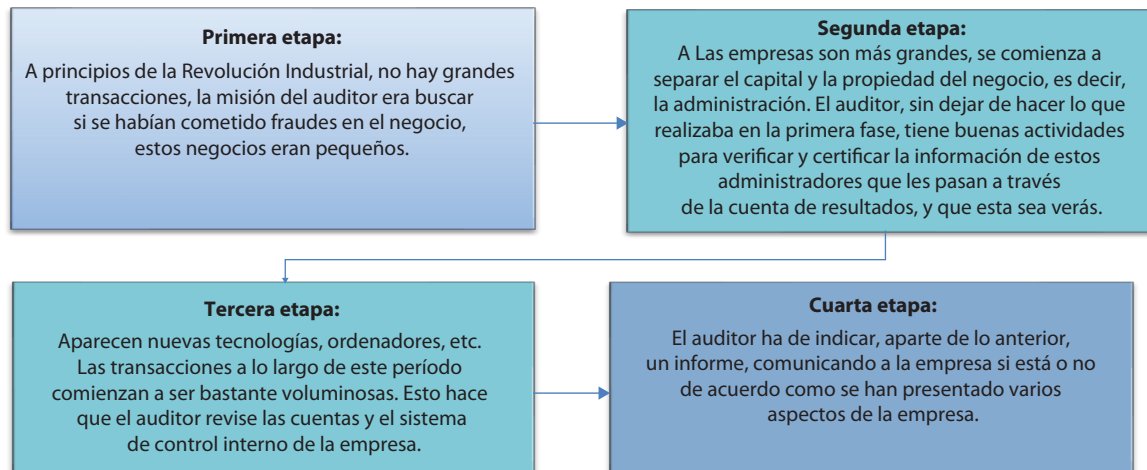 Primera etapa:
A principios de la Revolución Industrial, no hay grandes
transacciones, la misión del auditor era buscar
si se habían cometido fraudes en el negocio,
estos negocios eran pequeños.
Segunda etapa:
A Las empresas son más grandes, se comienza a
separar el capital y la propiedad del negocio, es decir,
la administración. El auditor, sin dejar de hacer lo que
realizaba en la primera fase, tiene buenas actividades
para verificar y certificar la información de estos
administradores que les pasan a través
de la cuenta de resultados, y que esta sea verás.
Tercera etapa:
Aparecen nuevas tecnologías, ordenadores, etc.
Las transacciones a lo largo de este período
comienzan a ser bastante voluminosas. Esto hace
que el auditor revise las cuentas y el sistema
de control interno de la empresa.
Cuarta etapa:
El auditor ha de indicar, aparte de lo anterior,
un informe, comunicando a la empresa si está o no
de acuerdo como se han presentado varios
aspectos de la empresa.